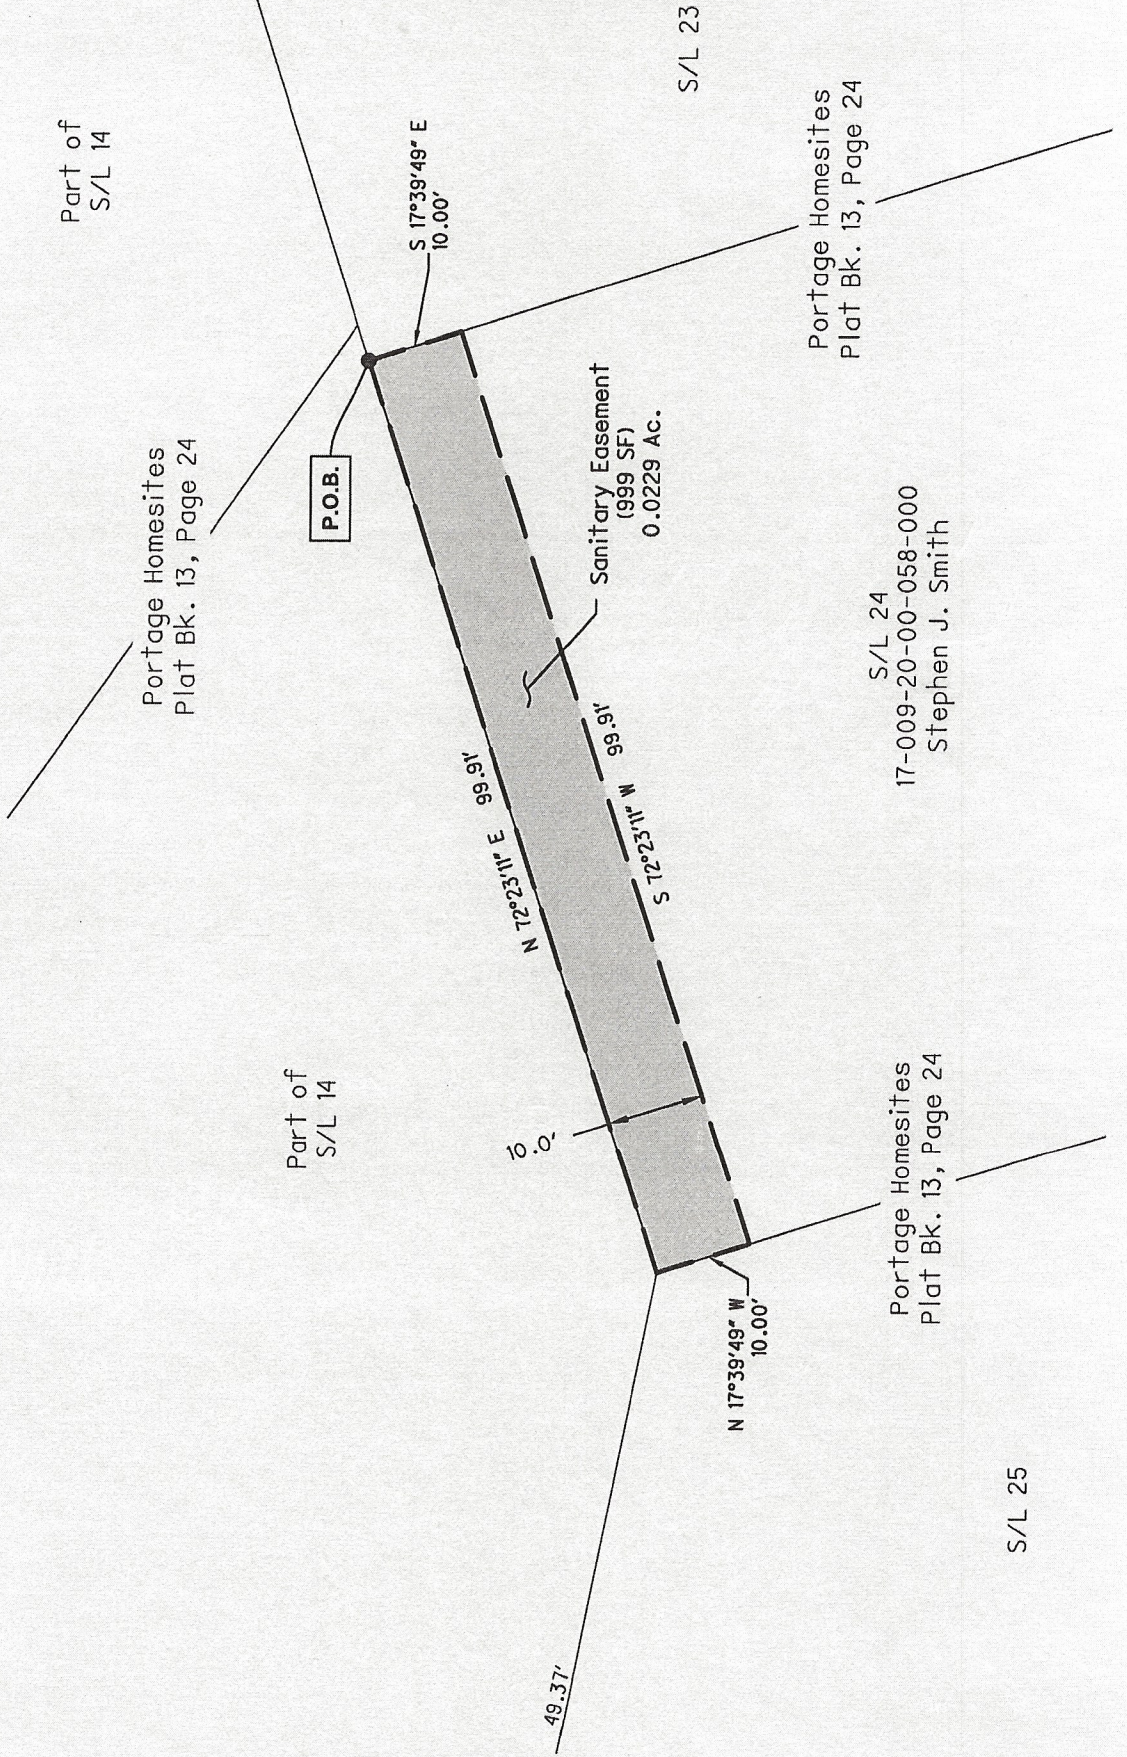 Part of
S/L 14
S/L 23
S 17°39'49" E
10.00'
Portage Homesites
Plat Bk. 13, Page 24
Portage Homesites
Plat Bk. 13, Page 24
P.O.B.
Sanitary Easement
(999 SF)
0.0229 Ac.
N 72°23'11" E 99.91'
S 72°23'11" W 99.91'
S/L 24
17-009-20-00-058-000
Stephen J. Smith
Part of
S/L 14
10.0'
Portage Homesites
Plat Bk. 13, Page 24
N 17°39'49" W
10.00'
S/L 25
49.37'